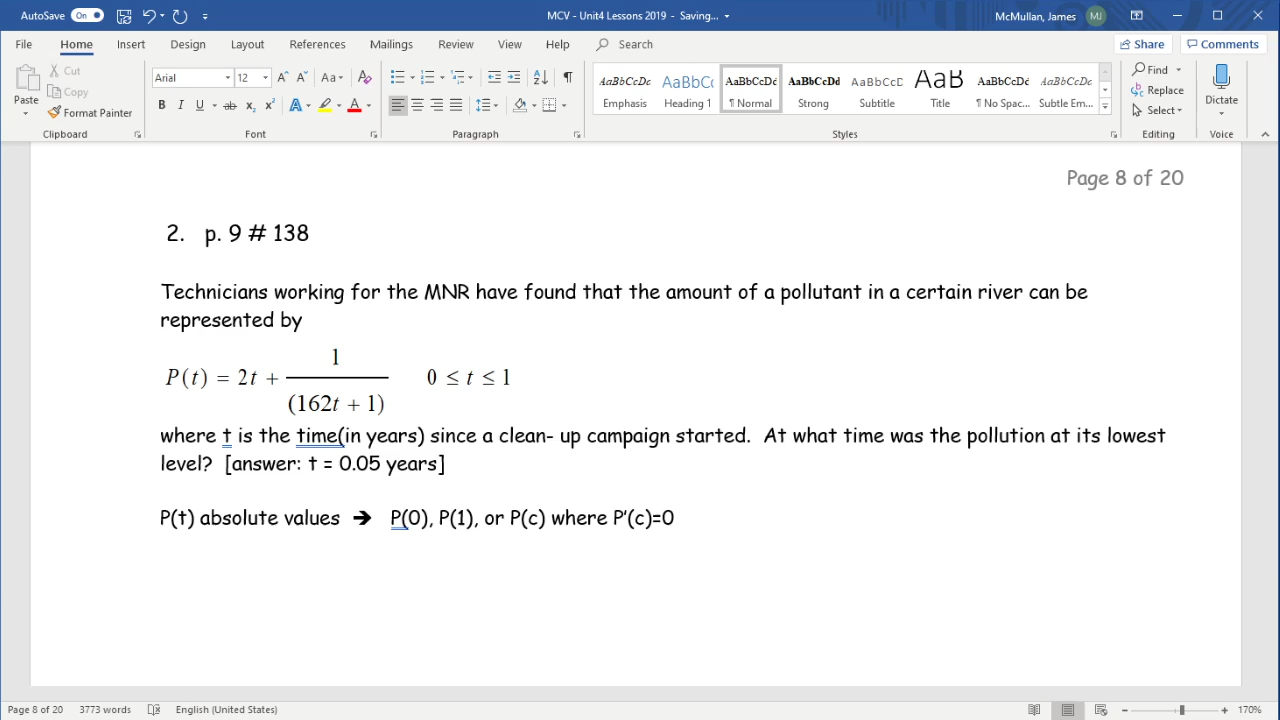 AutoSave On MCV - Unit4 Lessons 2019 - Saving... McMullan, James MJ
File Home Insert Design Layout References Mailings Review View Help Search Share Comments
Paste Cut Copy Format Painter
Arial 12 Aa
B I U ab x₂ x² A A
AaBbCcDc AaBbC( AaBbCcDc AaBbCcDd AaBbCcD AaB AaBbCcDd AaBbCcDc
Emphasis Heading 1 ¶ Normal Strong Subtitle Title ¶ No Spac... Subtle Em...
Find Replace Select Dictate
Clipboard Font Paragraph Styles Editing Voice
Page 8 of 20
2. p. 9 # 138
Technicians working for the MNR have found that the amount of a pollutant in a certain river can be
represented by
P(t) = 2t + 1 / (162t + 1) 0 ≤ t ≤ 1
where t is the time(in years) since a clean- up campaign started. At what time was the pollution at its lowest
level? [answer: t = 0.05 years]
P(t) absolute values ➔ P(0), P(1), or P(c) where P'(c)=0
Page 8 of 20 3773 words English (United States) 170%